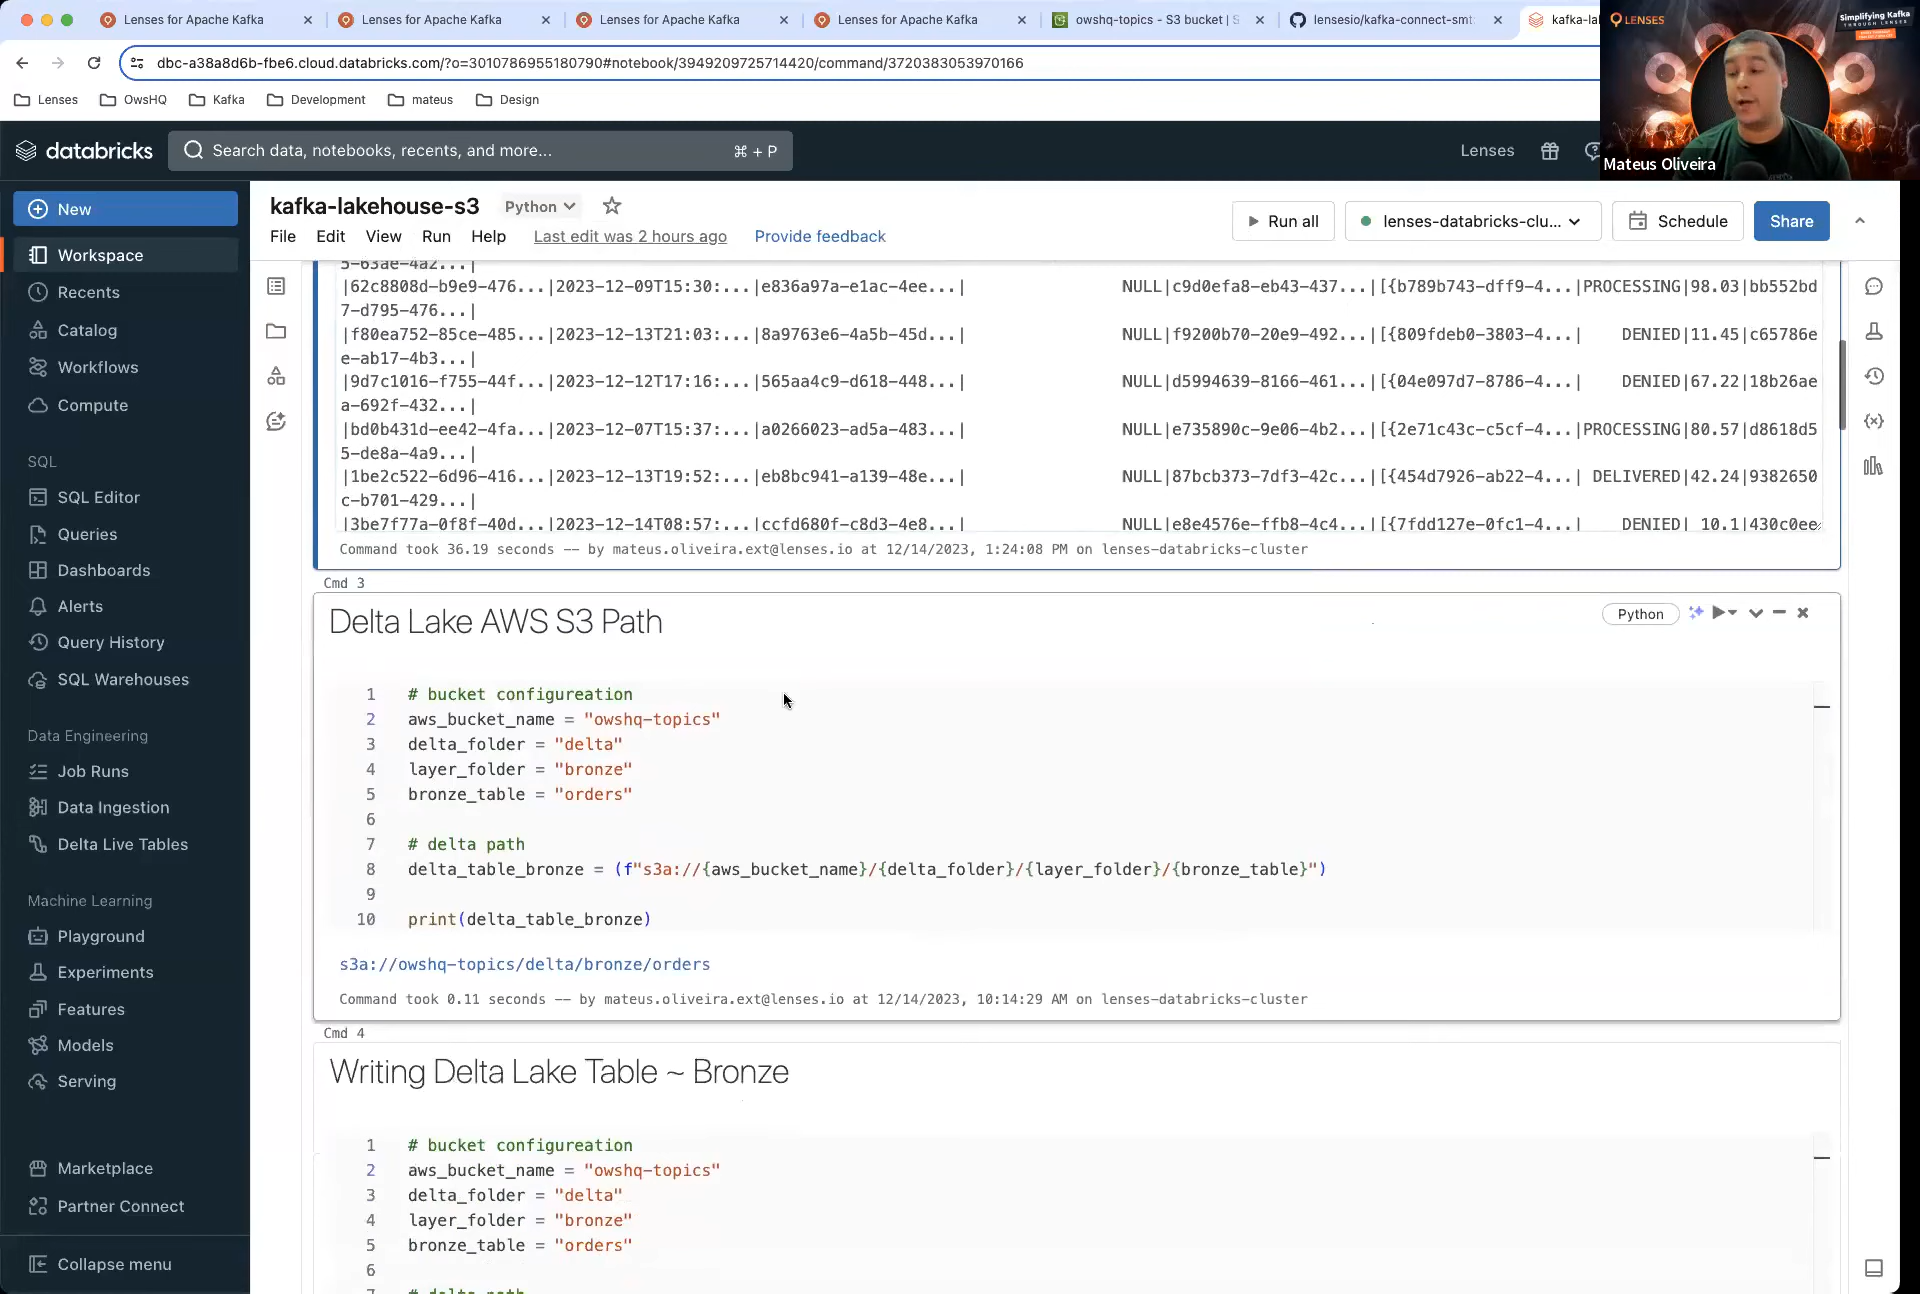 Lenses for Apache Kafka
Lenses for Apache Kafka
Lenses for Apache Kafka
Lenses for Apache Kafka
owshq-topics - S3 bucket | S
lensesio/kafka-connect-smt
kafka-la
dbc-a38a8d6b-fbe6.cloud.databricks.com/?o=3010786955180790#notebook/3949209725714420/command/3720383053970166
Lenses
OwsHQ
Kafka
Development
mateus
Design
LENSES
Simplifying Kafka
THROUGH LENSES
Mateus Oliveira
databricks
Search data, notebooks, recents, and more...
⌘ + P
Lenses
New
Workspace
Recents
Catalog
Workflows
Compute
SQL
SQL Editor
Queries
Dashboards
Alerts
Query History
SQL Warehouses
Data Engineering
Job Runs
Data Ingestion
Delta Live Tables
Machine Learning
Playground
Experiments
Features
Models
Serving
Marketplace
Partner Connect
Collapse menu
kafka-lakehouse-s3
Python
File Edit View Run Help Last edit was 2 hours ago Provide feedback
Run all
lenses-databricks-clu...
Schedule
Share
5-63ae-4a2...|
|62c8808d-b9e9-476...|2023-12-09T15:30:...|e836a97a-e1ac-4ee...| NULL|c9d0efa8-eb43-437...|[{b789b743-dff9-4...|PROCESSING|98.03|bb552bd
7-d795-476...|
|f80ea752-85ce-485...|2023-12-13T21:03:...|8a9763e6-4a5b-45d...| NULL|f9200b70-20e9-492...|[{809fdeb0-3803-4...| DENIED|11.45|c65786e
e-ab17-4b3...|
|9d7c1016-f755-44f...|2023-12-12T17:16:...|565aa4c9-d618-448...| NULL|d5994639-8166-461...|[{04e097d7-8786-4...| DENIED|67.22|18b26ae
a-692f-432...|
|bd0b431d-ee42-4fa...|2023-12-07T15:37:...|a0266023-ad5a-483...| NULL|e735890c-9e06-4b2...|[{2e71c43c-c5cf-4...|PROCESSING|80.57|d8618d5
5-de8a-4a9...|
|1be2c522-6d96-416...|2023-12-13T19:52:...|eb8bc941-a139-48e...| NULL|87bcb373-7df3-42c...|[{454d7926-ab22-4...| DELIVERED|42.24|9382650
c-b701-429...|
|3be7f77a-0f8f-40d...|2023-12-14T08:57:...|ccfd680f-c8d3-4e8...| NULL|e8e4576e-ffb8-4c4...|[{7fdd127e-0fc1-4...| DENIED| 10.1|430c0ee
Command took 36.19 seconds -- by mateus.oliveira.ext@lenses.io at 12/14/2023, 1:24:08 PM on lenses-databricks-cluster
Cmd 3
Delta Lake AWS S3 Path
Python
1 # bucket configureation
2 aws_bucket_name = "owshq-topics"
3 delta_folder = "delta"
4 layer_folder = "bronze"
5 bronze_table = "orders"
6
7 # delta path
8 delta_table_bronze = (f"s3a://{aws_bucket_name}/{delta_folder}/{layer_folder}/{bronze_table}")
9
10 print(delta_table_bronze)
s3a://owshq-topics/delta/bronze/orders
Command took 0.11 seconds -- by mateus.oliveira.ext@lenses.io at 12/14/2023, 10:14:29 AM on lenses-databricks-cluster
Cmd 4
Writing Delta Lake Table ~ Bronze
1 # bucket configureation
2 aws_bucket_name = "owshq-topics"
3 delta_folder = "delta"
4 layer_folder = "bronze"
5 bronze_table = "orders"
6
7 # delta path